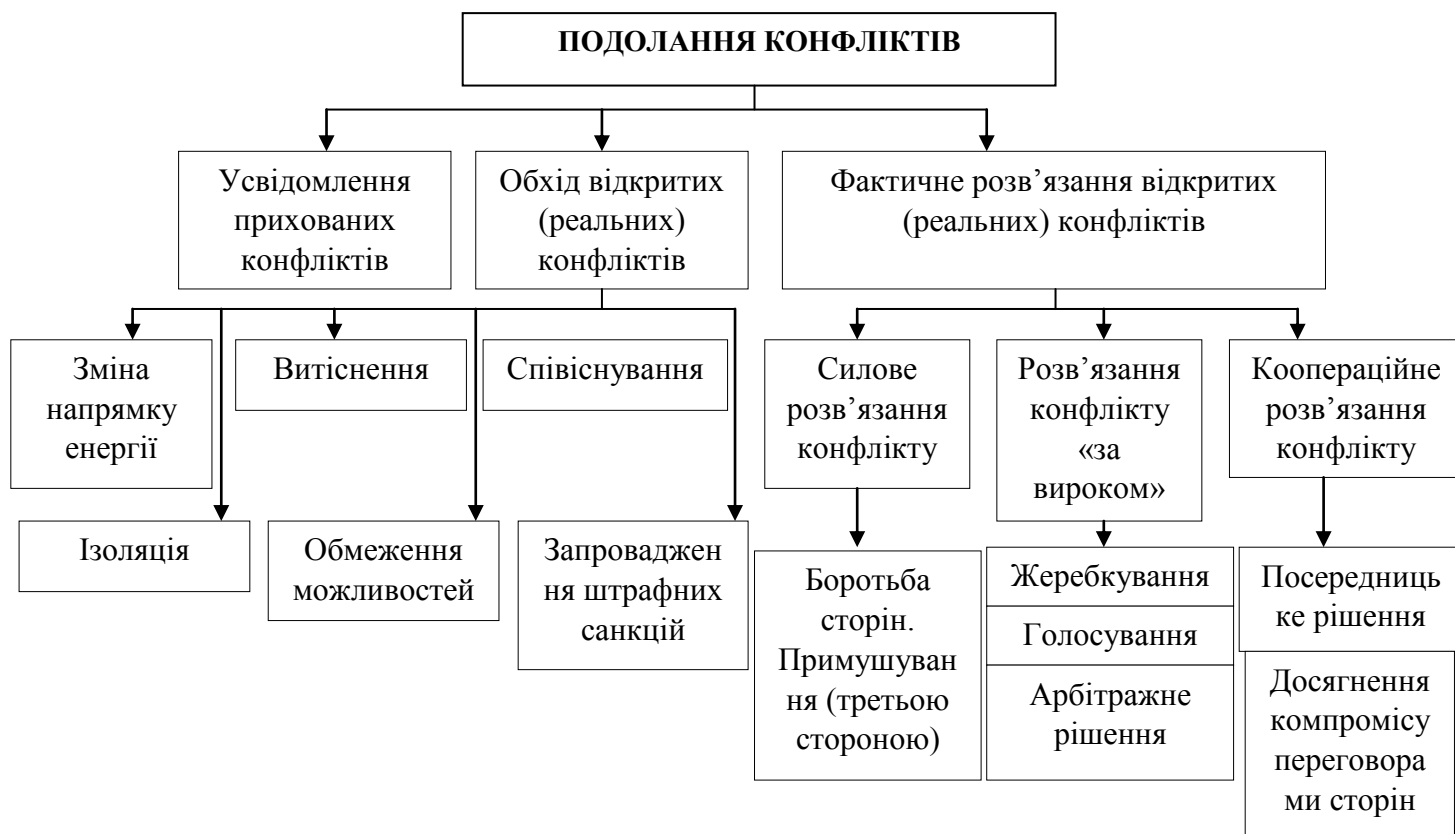 ПОДОЛАННЯ КОНФЛІКТІВ
Усвідомлення
прихованих
конфліктів
Обхід відкритих
(реальних)
конфліктів
Фактичне розв’язання відкритих
(реальних) конфліктів
Зміна
напрямку
енергії
Витіснення
Співіснування
Силове
розв’язання
конфлікту
Розв’язання
конфлікту
«за
вироком»
Коопераційне
розв’язання
конфлікту
Ізоляція
Обмеження
можливостей
Запроваджен
ня штрафних
санкцій
Боротьба
сторін.
Примушуван
ня (третьою
стороною)
Жеребкування
Голосування
Арбітражне
рішення
Посередниць
ке рішення
Досягнення
компромісу
переговора
ми сторін